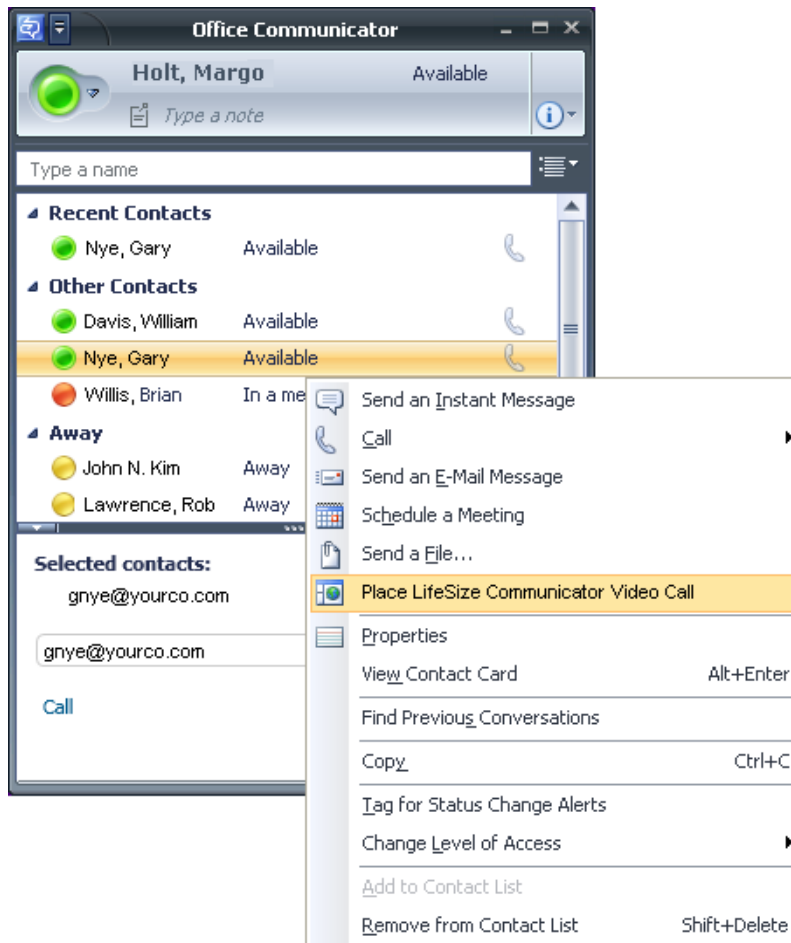 Office Communicator
Holt, Margo Available
Type a note
Type a name
Recent Contacts
Nye, Gary Available
Other Contacts
Davis, William Available
Nye, Gary Available
Willis, Brian In a me
Away
John N. Kim Away
Lawrence, Rob Away
Selected contacts:
gnye@yourco.com
gnye@yourco.com
Call
Send an Instant Message
Call
Send an E-Mail Message
Schedule a Meeting
Send a File...
Place LifeSize Communicator Video Call
Properties
View Contact Card Alt+Enter
Find Previous Conversations
Copy Ctrl+C
Tag for Status Change Alerts
Change Level of Access
Add to Contact List
Remove from Contact List Shift+Delete